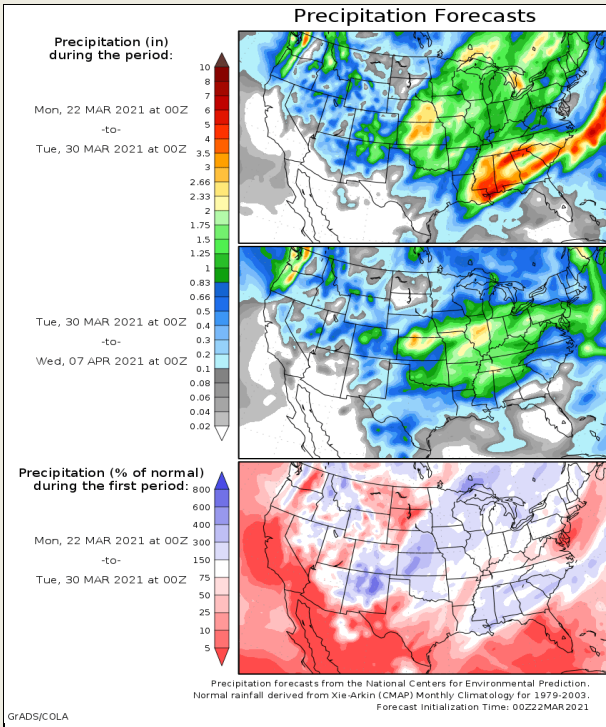 Precipitation Forecasts
Precipitation (in)
during the period:
Mon, 22 MAR 2021 at 00Z
-to-
Tue, 30 MAR 2021 at 00Z
10
8
7
6
5
4
3.5
3
2.66
2.33
2
1.75
1.5
1.25
1
0.83
0.66
0.5
0.4
0.3
0.2
0.1
0.08
0.06
0.04
0.02
Tue, 30 MAR 2021 at 00Z
-to-
Wed, 07 APR 2021 at 00Z
Precipitation (% of normal)
during the first period:
Mon, 22 MAR 2021 at 00Z
-to-
Tue, 30 MAR 2021 at 00Z
800
600
400
300
150
75
50
25
10
5
Precipitation forecasts from the National Centers for Environmental Prediction.
Normal rainfall derived from Xie-Arkin (CMAP) Monthly Climatology for 1979-2003.
Forecast Initialization Time: 00Z22MAR2021
GrADS/COLA